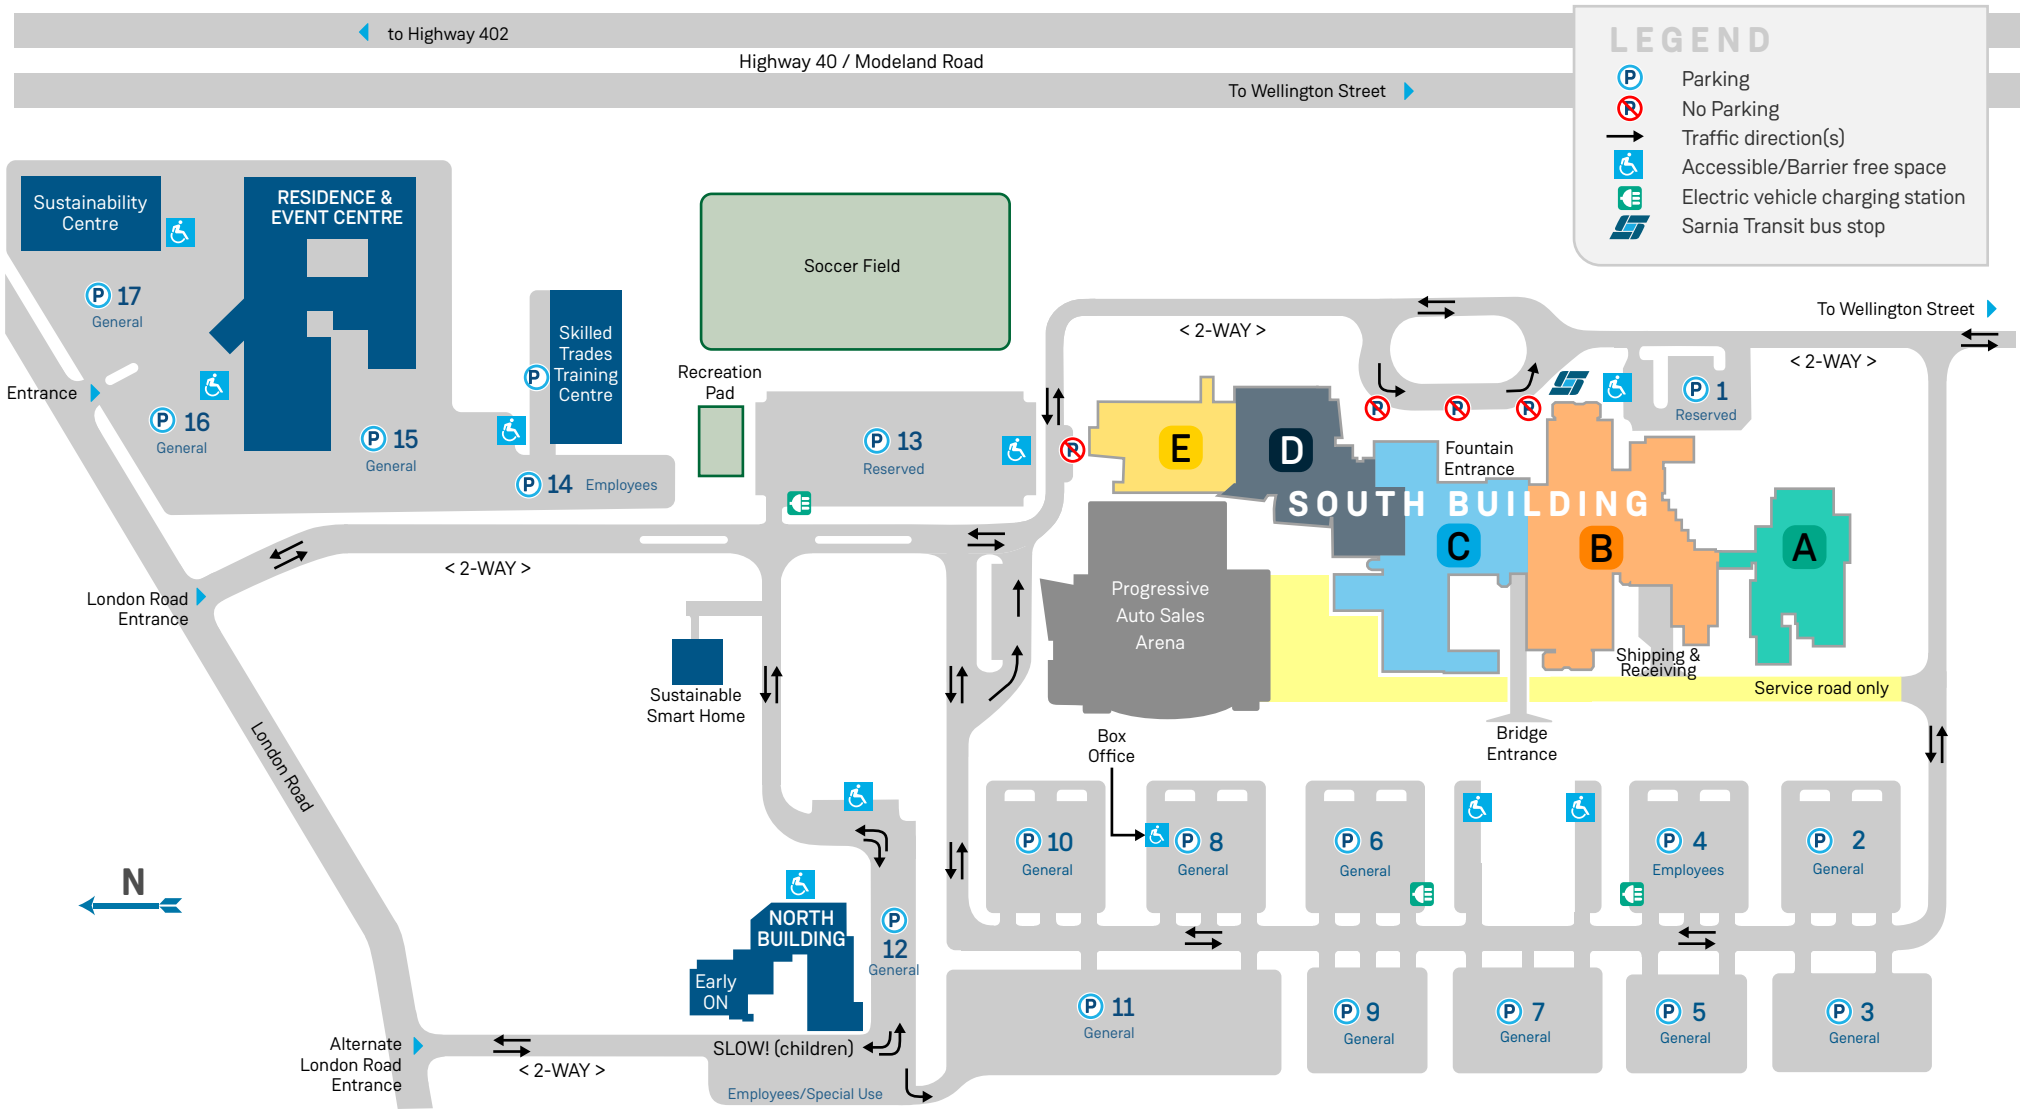 to Highway 402
Highway 40 / Modeland Road
To Wellington Street
LEGEND
P Parking
P No Parking
Traffic direction(s)
Accessible/Barrier free space
Electric vehicle charging station
Sarnia Transit bus stop
Sustainability
Centre
RESIDENCE &
EVENT CENTRE
P 17
General
Entrance
P 16
General
P 15
General
Skilled
Trades
Training
Centre
P
P 14 Employees
Soccer Field
Recreation
Pad
P 13
Reserved
< 2-WAY >
To Wellington Street
< 2-WAY >
P 1
Reserved
P
P
P
P
Fountain
Entrance
SOUTH BUILDING
E
D
C
B
A
Progressive
Auto Sales
Arena
Shipping &
Receiving
Service road only
Bridge
Entrance
Box
Office
< 2-WAY >
London Road
Entrance
London Road
Sustainable
Smart Home
P 10
General
P 8
General
P 6
General
P 4
Employees
P 2
General
N
NORTH
BUILDING
Early
ON
P
12
General
P 11
General
P 9
General
P 7
General
P 5
General
P 3
General
SLOW! (children)
Alternate
London Road
Entrance
< 2-WAY >
Employees/Special Use